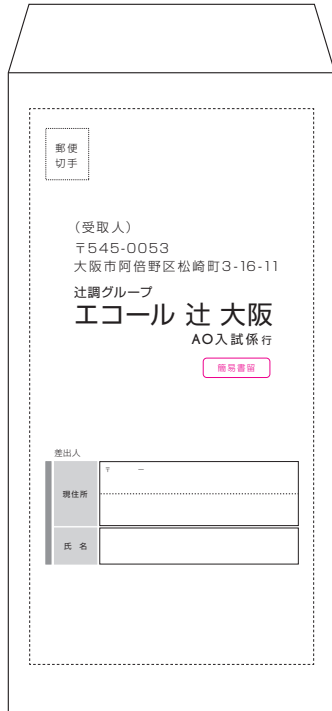 郵便
切手
（受取人）
〒545-0053
大阪市阿倍野区松崎町3-16-11
辻調グループ
エコール 辻 大阪
AO入試係行
簡易書留
差出人
現住所
〒　－
氏 名